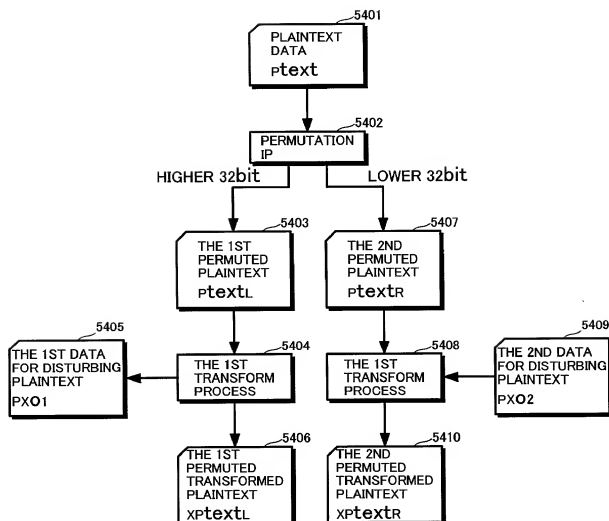 5401
PLAINTEXT
DATA
Ptext
5402
PERMUTATION
IP
HIGHER 32bit
LOWER 32bit
5403
THE 1ST
PERMUTED
PLAINTEXT
PtextL
5407
THE 2ND
PERMUTED
PLAINTEXT
PtextR
5405
THE 1ST DATA
FOR DISTURBING
PLAINTEXT
PX01
5404
THE 1ST
TRANSFORM
PROCESS
5408
THE 1ST
TRANSFORM
PROCESS
5409
THE 2ND DATA
FOR DISTURBING
PLAINTEXT
PX02
5406
THE 1ST
PERMUTED
TRANSFORMED
PLAINTEXT
XPtextL
5410
THE 2ND
PERMUTED
TRANSFORMED
PLAINTEXT
XPtextR